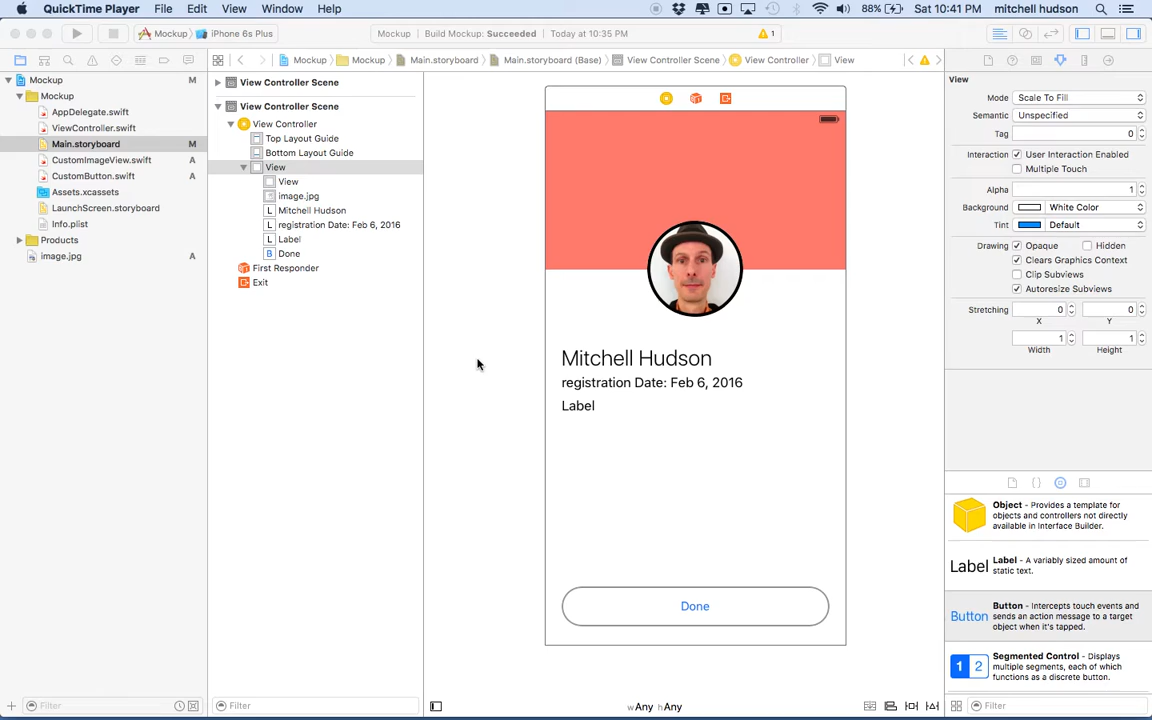 QuickTime Player File Edit View Window Help 88% Sat 10:41 PM mitchell hudson
Mockup iPhone 6s Plus Mockup Build Mockup: Succeeded Today at 10:35 PM 1
Mockup Mockup Main.storyboard Main.storyboard (Base) View Controller Scene View Controller View
Mockup
Mockup
AppDelegate.swift
ViewController.swift M
Main.storyboard M
CustomImageView.swift A
CustomButton.swift A
Assets.xcassets
LaunchScreen.storyboard
Info.plist
Products
image.jpg A
Filter
View Controller Scene
View Controller Scene
View Controller
Top Layout Guide
Bottom Layout Guide
View
View
image.jpg
L Mitchell Hudson
L registration Date: Feb 6, 2016
L Label
B Done
First Responder
Exit
Filter
Mitchell Hudson
registration Date: Feb 6, 2016
Label
Done
wAny hAny
View
Mode Scale To Fill
Semantic Unspecified
Tag 0
Interaction User Interaction Enabled
Multiple Touch
Alpha 1
Background White Color
Tint Default
Drawing Opaque Hidden
Clears Graphics Context
Clip Subviews
Autoresize Subviews
Stretching 0 0
X Y
1 1
Width Height
Object - Provides a template for
objects and controllers not directly
available in Interface Builder.
Label Label - A variably sized amount of
static text.
Button Button - Intercepts touch events and
sends an action message to a target
object when it's tapped.
1 2 Segmented Control - Displays
multiple segments, each of which
functions as a discrete button.
Filter